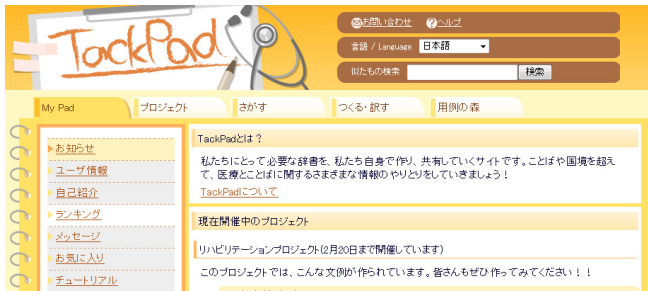 TackPad
お問い合わせ ヘルプ
言語 / Language 日本語
似たもの検索 検索
My Pad プロジェクト さがす つくる・訳す 用例の森
お知らせ
ユーザ情報
自己紹介
ランキング
メッセージ
お気に入り
チュートリアル
TackPadとは?
私たちにとって必要な辞書を、私たち自身で作り、共有していくサイトです。ことばや国境を超え
て、医療とことばに関するさまざまな情報のやりとりをしていきましょう!
TackPadについて
現在開催中のプロジェクト
リハビリテーションプロジェクト(2月20日まで開催しています)
このプロジェクトでは、こんな文例が作られています。皆さんもぜひ作ってみてください!!